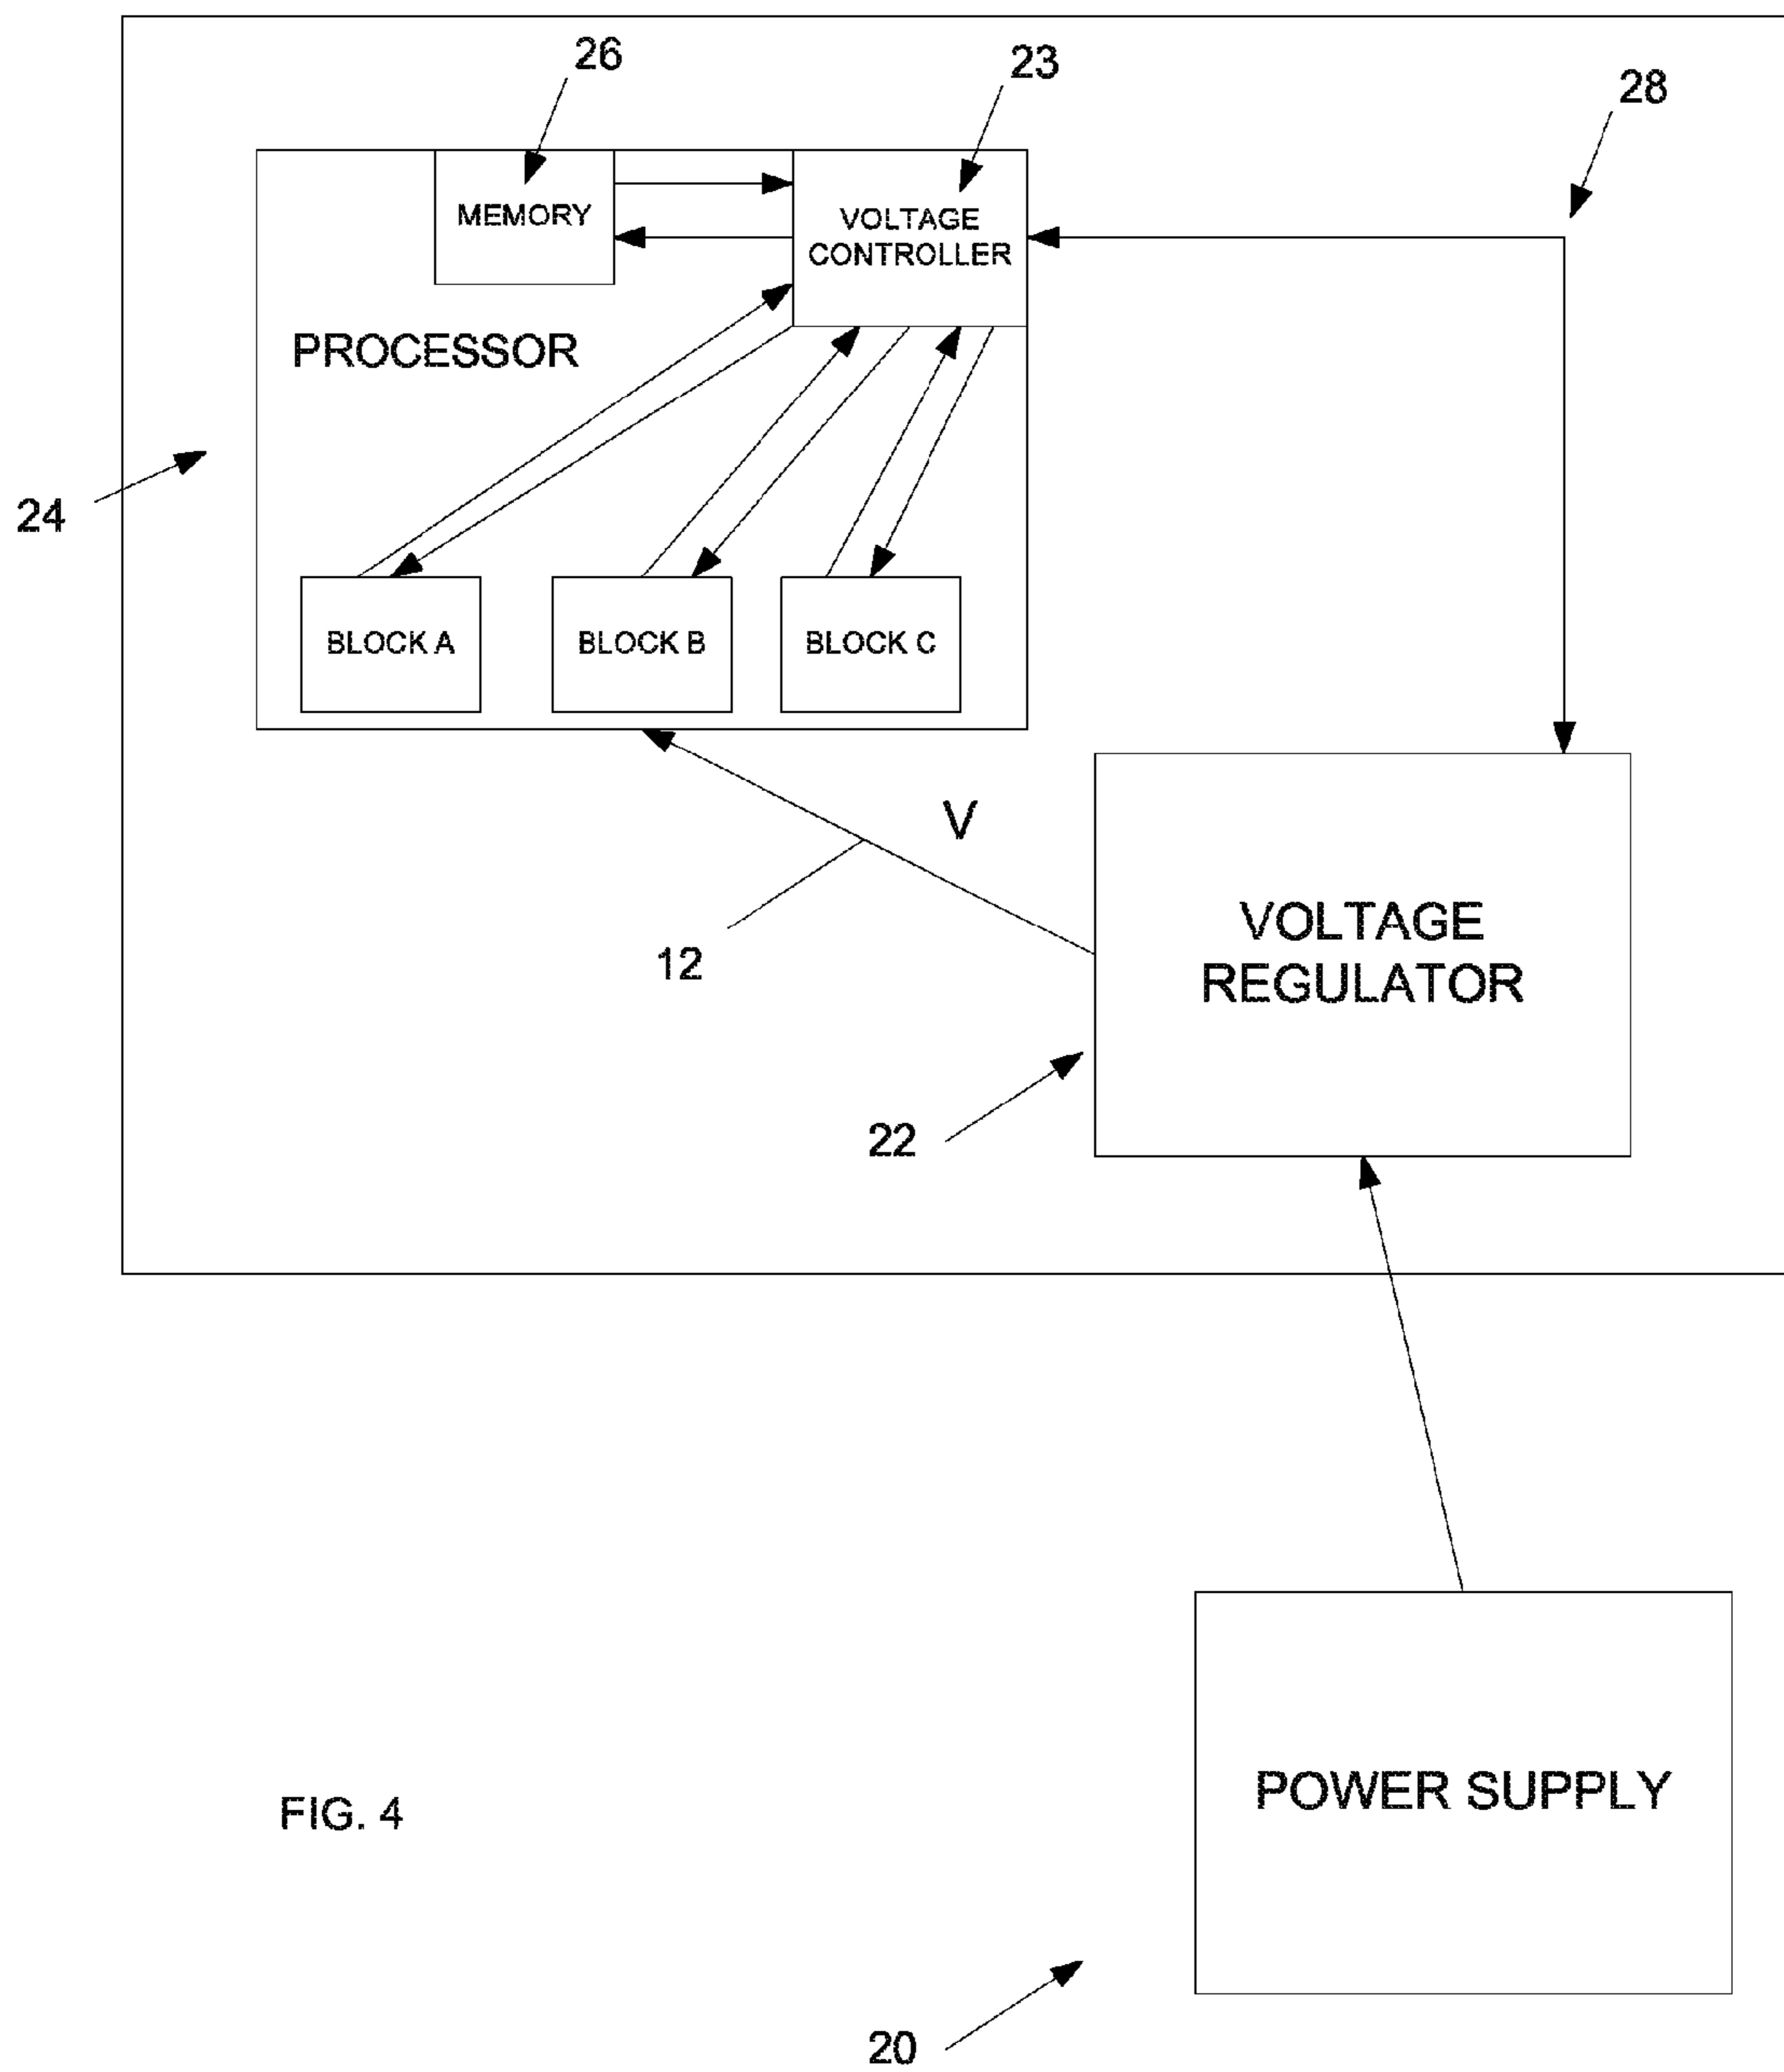 26
23
28
MEMORY
VOLTAGE
CONTROLLER
PROCESSOR
24
BLOCK A
BLOCK B
BLOCK C
V
12
VOLTAGE
REGULATOR
22
POWER SUPPLY
FIG. 4
20